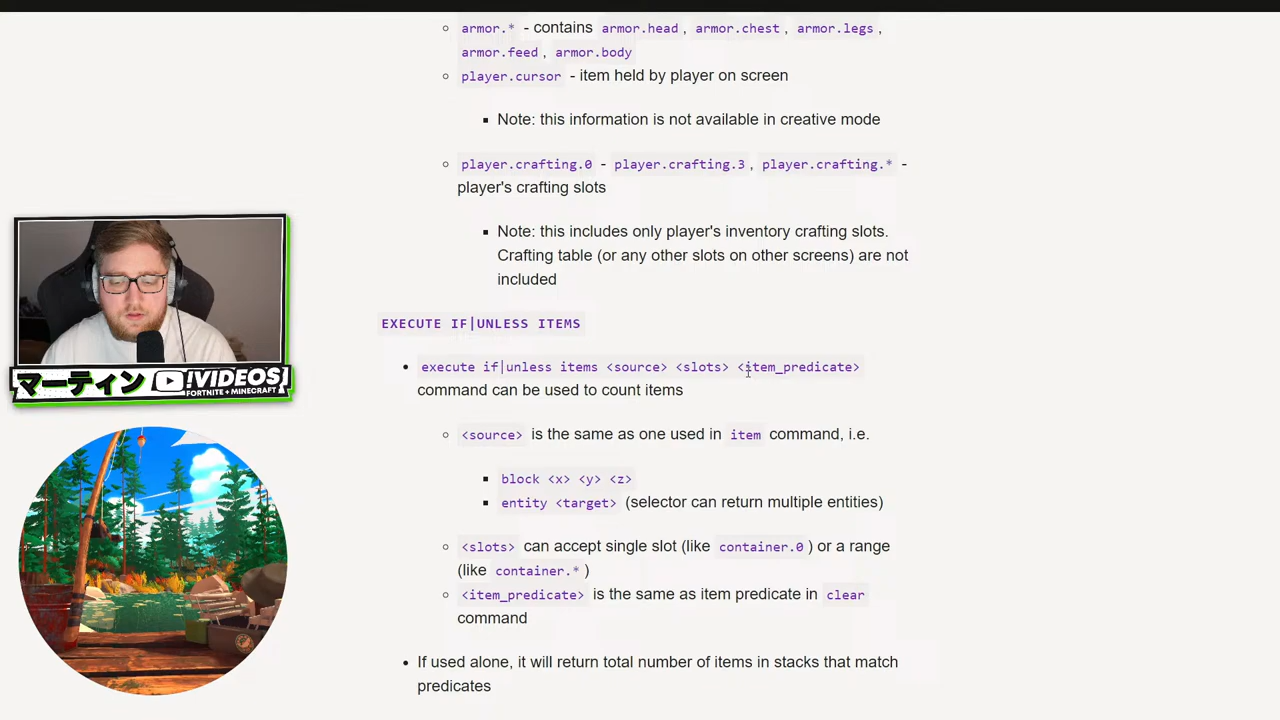 armor.* - contains armor.head, armor.chest, armor.legs,
armor.feed, armor.body
player.cursor - item held by player on screen
Note: this information is not available in creative mode
player.crafting.0 - player.crafting.3, player.crafting.* -
player's crafting slots
Note: this includes only player's inventory crafting slots.
Crafting table (or any other slots on other screens) are not
included
EXECUTE IF|UNLESS ITEMS
execute if|unless items <source> <slots> <item_predicate>
command can be used to count items
<source> is the same as one used in item command, i.e.
block <x> <y> <z>
entity <target> (selector can return multiple entities)
<slots> can accept single slot (like container.0) or a range
(like container.*)
<item_predicate> is the same as item predicate in clear
command
If used alone, it will return total number of items in stacks that match
predicates
マーティン
!VIDEOS
FORTNITE + MINECRAFT